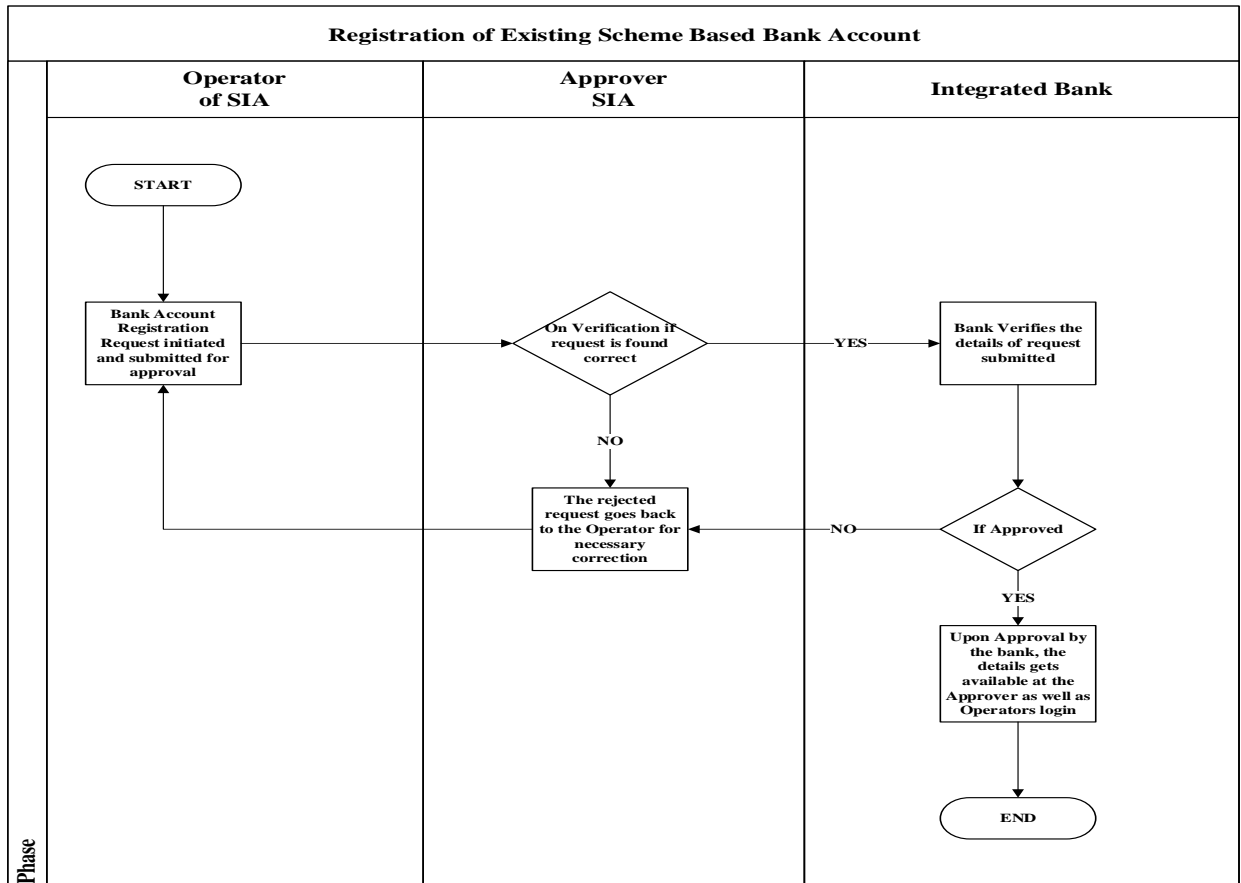 Registration of Existing Scheme Based Bank Account
Operator
of SIA
Approver
SIA
Integrated Bank
START
Bank Account
Registration
Request initiated
and submitted for
approval
On Verification if
request is found
correct
YES
Bank Verifies the
details of request
submitted
NO
The rejected
request goes back
to the Operator for
necessary
correction
NO
If Approved
YES
Upon Approval by
the bank, the
details gets
available at the
Approver as well as
Operators login
END
Phase